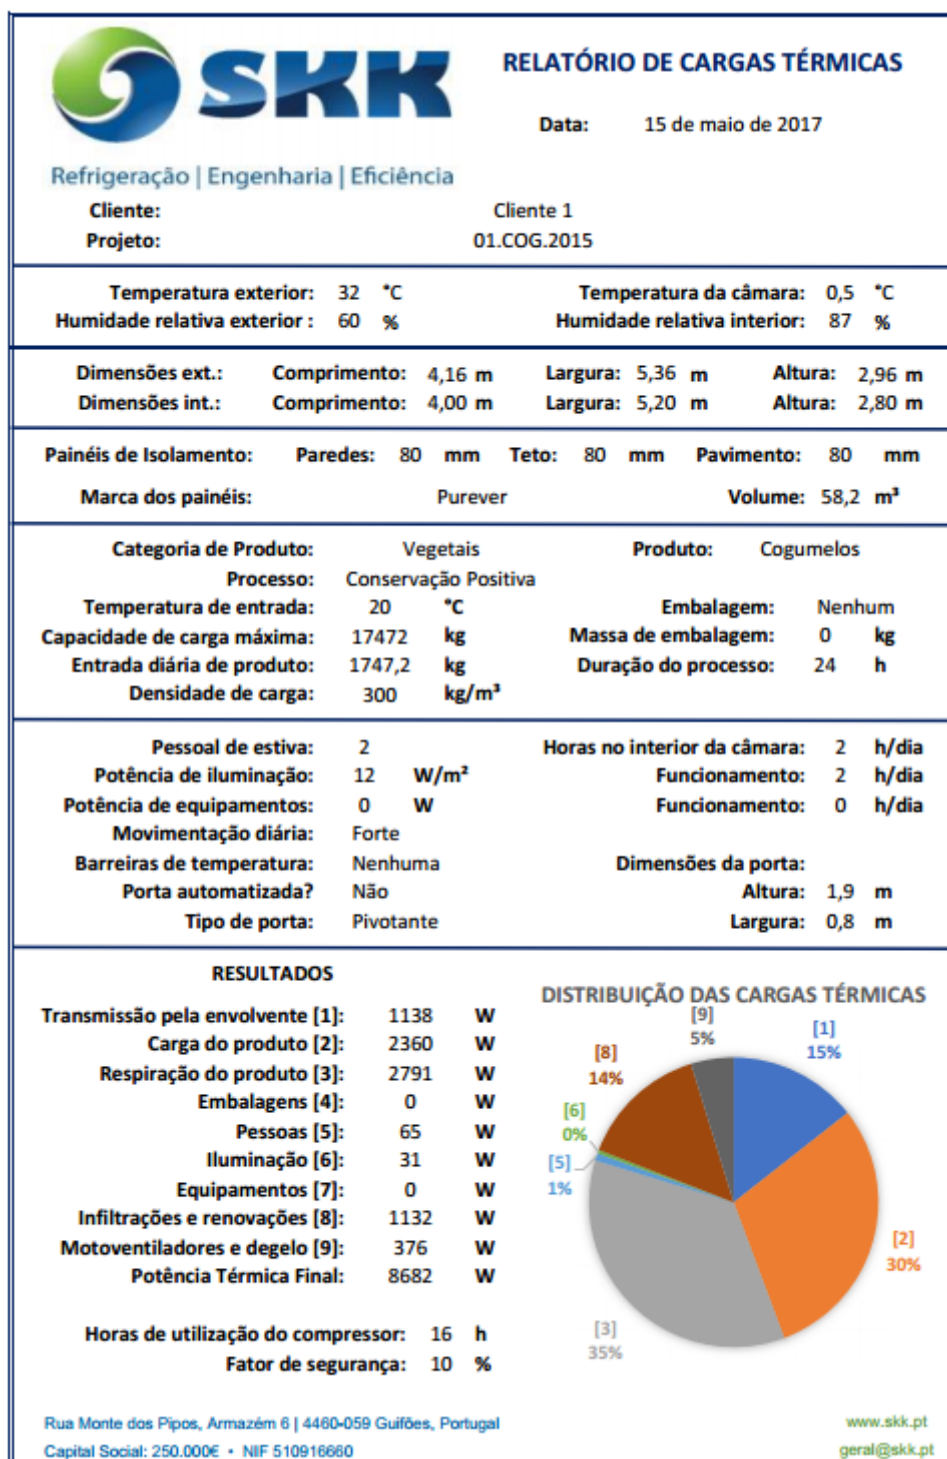 SKK
RELATÓRIO DE CARGAS TÉRMICAS
Data: 15 de maio de 2017
Refrigeração | Engenharia | Eficiência
Cliente: Cliente 1
Projeto: 01.COG.2015
Temperatura exterior: 32 °C Temperatura da câmara: 0,5 °C
Humidade relativa exterior : 60 % Humidade relativa interior: 87 %
Dimensões ext.: Comprimento: 4,16 m Largura: 5,36 m Altura: 2,96 m
Dimensões int.: Comprimento: 4,00 m Largura: 5,20 m Altura: 2,80 m
Painéis de Isolamento: Paredes: 80 mm Teto: 80 mm Pavimento: 80 mm
Marca dos painéis: Purever Volume: 58,2 m³
Categoria de Produto: Vegetais Produto: Cogumelos
Processo: Conservação Positiva
Temperatura de entrada: 20 °C Embalagem: Nenhum
Capacidade de carga máxima: 17472 kg Massa de embalagem: 0 kg
Entrada diária de produto: 1747,2 kg Duração do processo: 24 h
Densidade de carga: 300 kg/m³
Pessoal de estiva: 2 Horas no interior da câmara: 2 h/dia
Potência de iluminação: 12 W/m² Funcionamento: 2 h/dia
Potência de equipamentos: 0 W Funcionamento: 0 h/dia
Movimentação diária: Forte
Barreiras de temperatura: Nenhuma Dimensões da porta:
Porta automatizada? Não Altura: 1,9 m
Tipo de porta: Pivotante Largura: 0,8 m
RESULTADOS
Transmissão pela envolvente [1]: 1138 W
Carga do produto [2]: 2360 W
Respiração do produto [3]: 2791 W
Embalagens [4]: 0 W
Pessoas [5]: 65 W
Iluminação [6]: 31 W
Equipamentos [7]: 0 W
Infiltrações e renovações [8]: 1132 W
Motoventiladores e degelo [9]: 376 W
Potência Térmica Final: 8682 W
Horas de utilização do compressor: 16 h
Fator de segurança: 10 %
DISTRIBUIÇÃO DAS CARGAS TÉRMICAS
[9]
5%
[1]
15%
[8]
14%
[6]
0%
[5]
1%
[2]
30%
[3]
35%
Rua Monte dos Pipos, Armazém 6 | 4460-059 Guifões, Portugal www.skk.pt
Capital Social: 250.000€ • NIF 510916660 geral@skk.pt